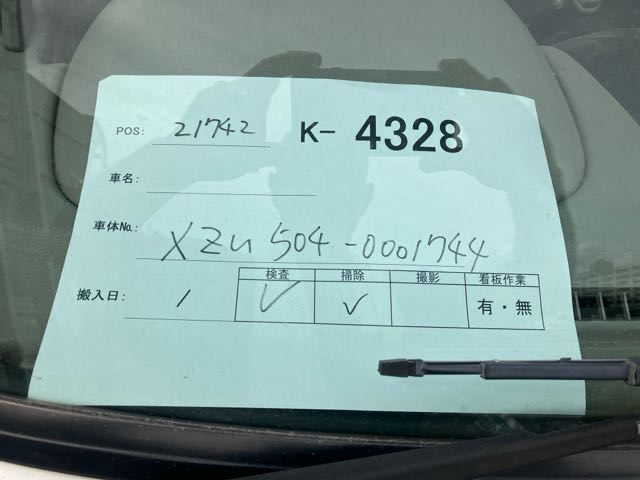 POS: 21742 K- 4328
車名:
車体No.: XZU504-0001744
検査 掃除 撮影 看板作業
搬入日: / ✓ ✓ 有・無